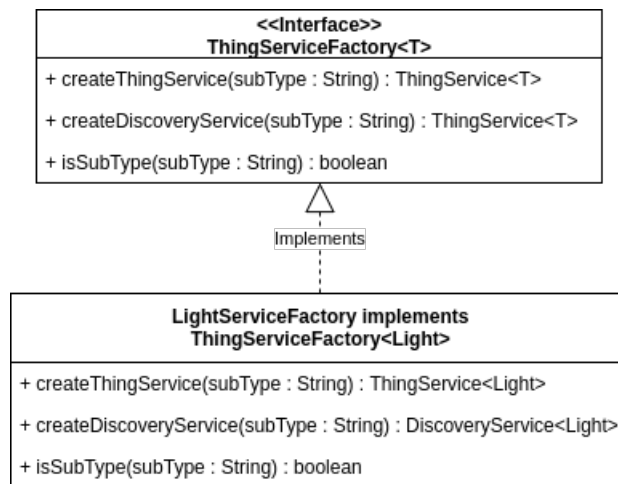 <<Interface>>
ThingServiceFactory<T>
+ createThingService(subType : String) : ThingService<T>
+ createDiscoveryService(subType : String) : ThingService<T>
+ isSubType(subType : String) : boolean
Implements
LightServiceFactory implements
ThingServiceFactory<Light>
+ createThingService(subType : String) : ThingService<Light>
+ createDiscoveryService(subType : String) : DiscoveryService<Light>
+ isSubType(subType : String) : boolean